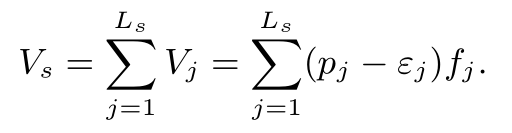 $V_s = \sum_{j=1}^{L_s} V_j = \sum_{j=1}^{L_s} (p_j - \varepsilon_j) f_j.$